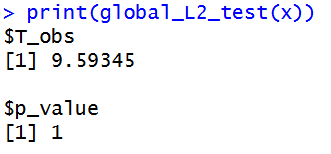 > print(global_L2_test(x))
$T_obs
[1] 9.59345
$p_value
[1] 1